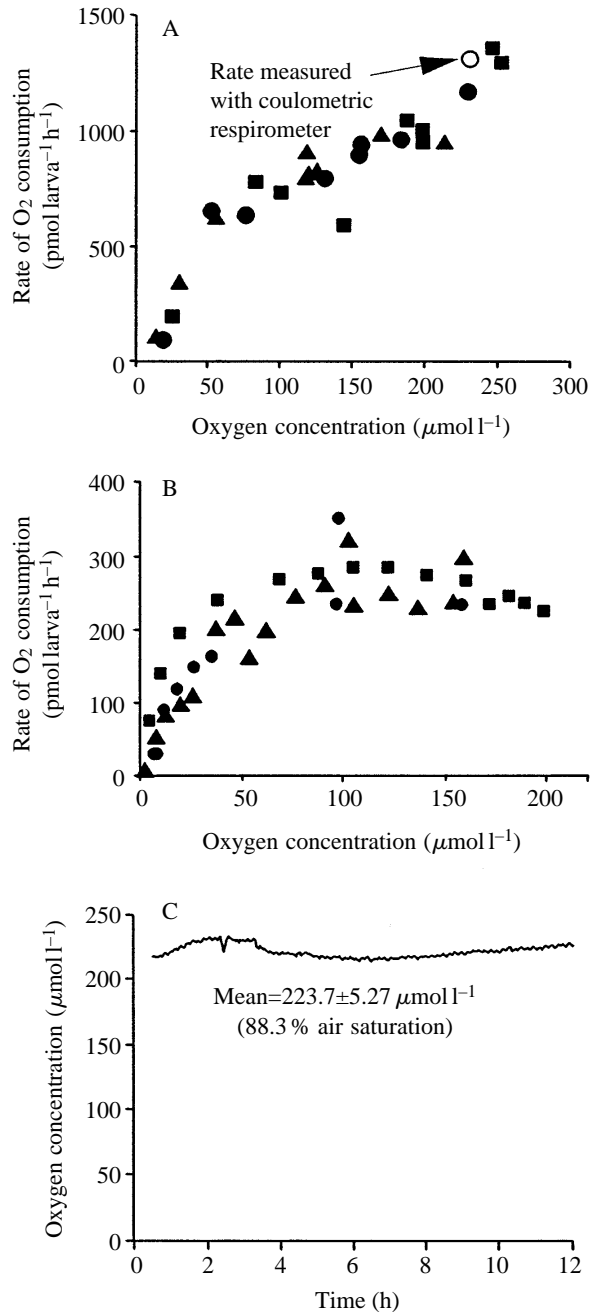 A
1500
1000
500
0
Rate of O2 consumption
(pmol larva–1 h–1)
Rate measured
with coulometric
respirometer
0 50 100 150 200 250 300
Oxygen concentration (μmol l–1)
B
400
300
200
100
0
Rate of O2 consumption
(pmol larva–1 h–1)
0 50 100 150 200
Oxygen concentration (μmol l–1)
C
250
200
150
250
100
50
0
Oxygen concentration (μmol l–1)
Mean=223.7±5.27 μmol l–1
(88.3 % air saturation)
0 2 4 6 8 10 12
Time (h)